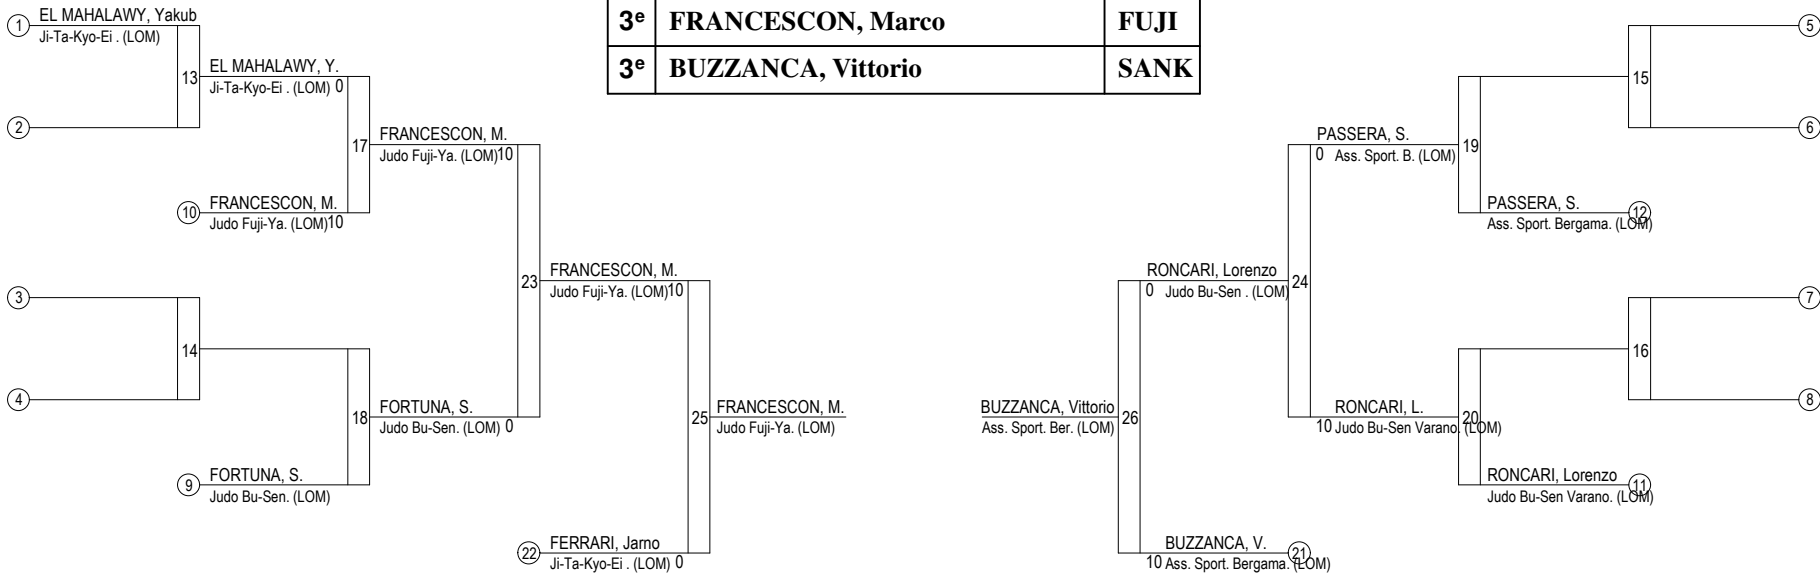 3e FRANCESCON, Marco FUJI
3e BUZZANCA, Vittorio SANK
1 EL MAHALAWY, Yakub
Ji-Ta-Kyo-Ei . (LOM)
13 EL MAHALAWY, Y.
Ji-Ta-Kyo-Ei . (LOM) 0
2
17 FRANCESCON, M.
Judo Fuji-Ya. (LOM) 10
10 FRANCESCON, M.
Judo Fuji-Ya. (LOM) 10
3
14
4
23 FRANCESCON, M.
Judo Fuji-Ya. (LOM) 10
18 FORTUNA, S.
Judo Bu-Sen. (LOM) 0
9 FORTUNA, S.
Judo Bu-Sen. (LOM)
25 FRANCESCON, M.
Judo Fuji-Ya. (LOM)
22 FERRARI, Jarno
Ji-Ta-Kyo-Ei . (LOM) 0
5
15
6
PASSERA, S. 19
0 Ass. Sport. B. (LOM)
PASSERA, S. 12
Ass. Sport. Bergama. (LOM)
RONCARI, Lorenzo 24
0 Judo Bu-Sen . (LOM)
7
16
8
BUZZANCA, Vittorio 26
Ass. Sport. Ber. (LOM)
RONCARI, L. 20
10 Judo Bu-Sen Varano. (LOM)
RONCARI, Lorenzo 11
Judo Bu-Sen Varano. (LOM)
BUZZANCA, V. 21
10 Ass. Sport. Bergama. (LOM)